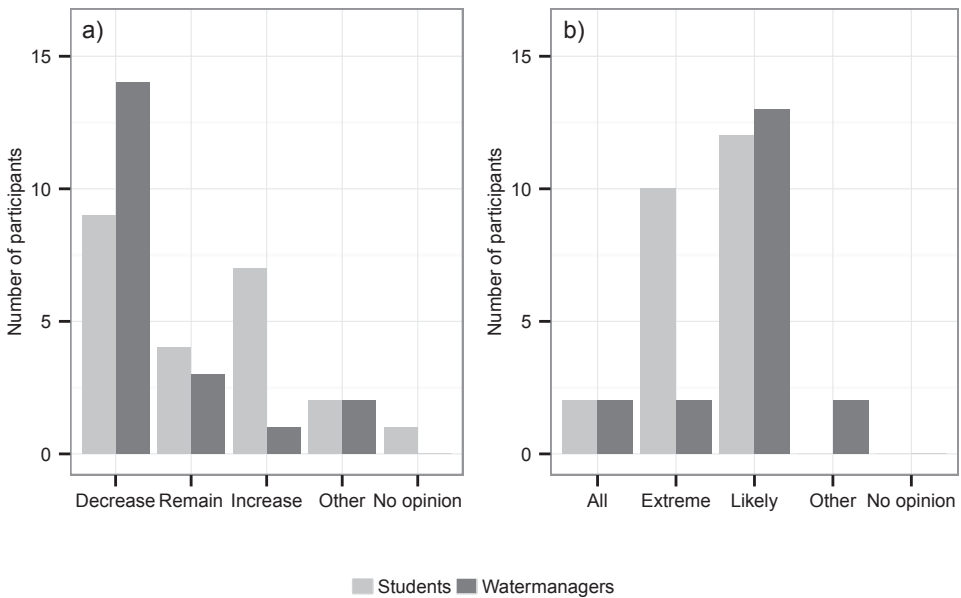 a)
Number of participants
15
10
5
0
Decrease Remain Increase Other No opinion
b)
Number of participants
15
10
5
0
All Extreme Likely Other No opinion
Students Watermanagers